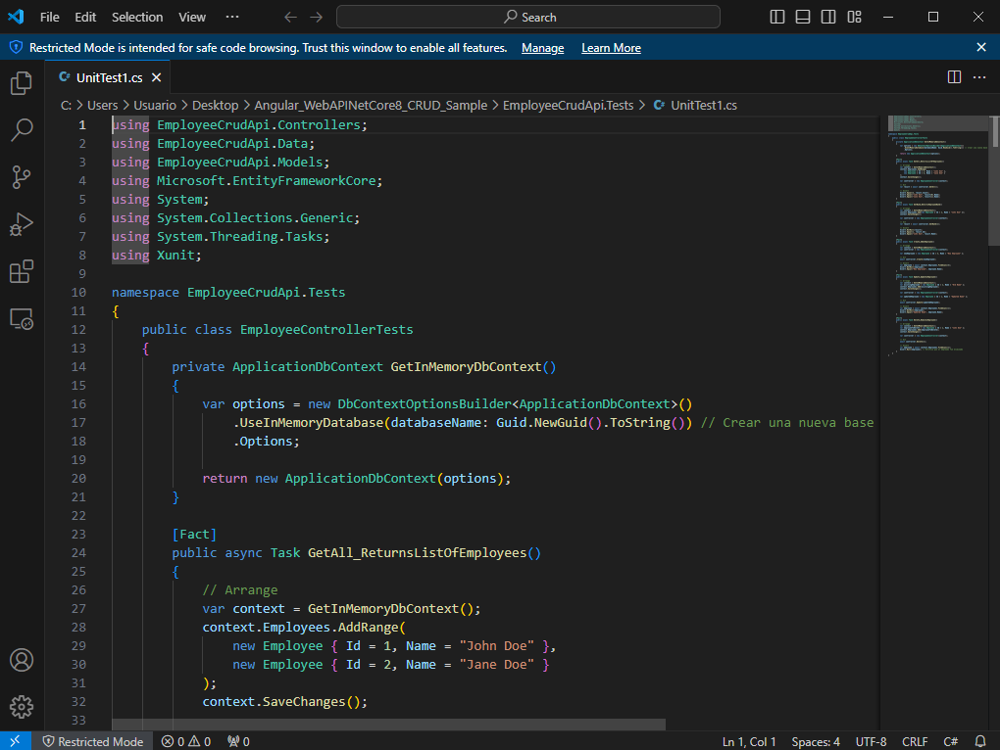 File Edit Selection View ··· Search
Restricted Mode is intended for safe code browsing. Trust this window to enable all features. Manage Learn More
C# UnitTest1.cs
C: > Users > Usuario > Desktop > Angular_WebAPINetCore8_CRUD_Sample > EmployeeCrudApi.Tests > C# UnitTest1.cs
1 using EmployeeCrudApi.Controllers;
2 using EmployeeCrudApi.Data;
3 using EmployeeCrudApi.Models;
4 using Microsoft.EntityFrameworkCore;
5 using System;
6 using System.Collections.Generic;
7 using System.Threading.Tasks;
8 using Xunit;
9
10 namespace EmployeeCrudApi.Tests
11 {
12 public class EmployeeControllerTests
13 {
14 private ApplicationDbContext GetInMemoryDbContext()
15 {
16 var options = new DbContextOptionsBuilder<ApplicationDbContext>()
17 .UseInMemoryDatabase(databaseName: Guid.NewGuid().ToString()) // Crear una nueva base
18 .Options;
19
20 return new ApplicationDbContext(options);
21 }
22
23 [Fact]
24 public async Task GetAll_ReturnsListOfEmployees()
25 {
26 // Arrange
27 var context = GetInMemoryDbContext();
28 context.Employees.AddRange(
29 new Employee { Id = 1, Name = "John Doe" },
30 new Employee { Id = 2, Name = "Jane Doe" }
31 );
32 context.SaveChanges();
33
Restricted Mode 0 0 0 Ln 1, Col 1 Spaces: 4 UTF-8 CRLF C#